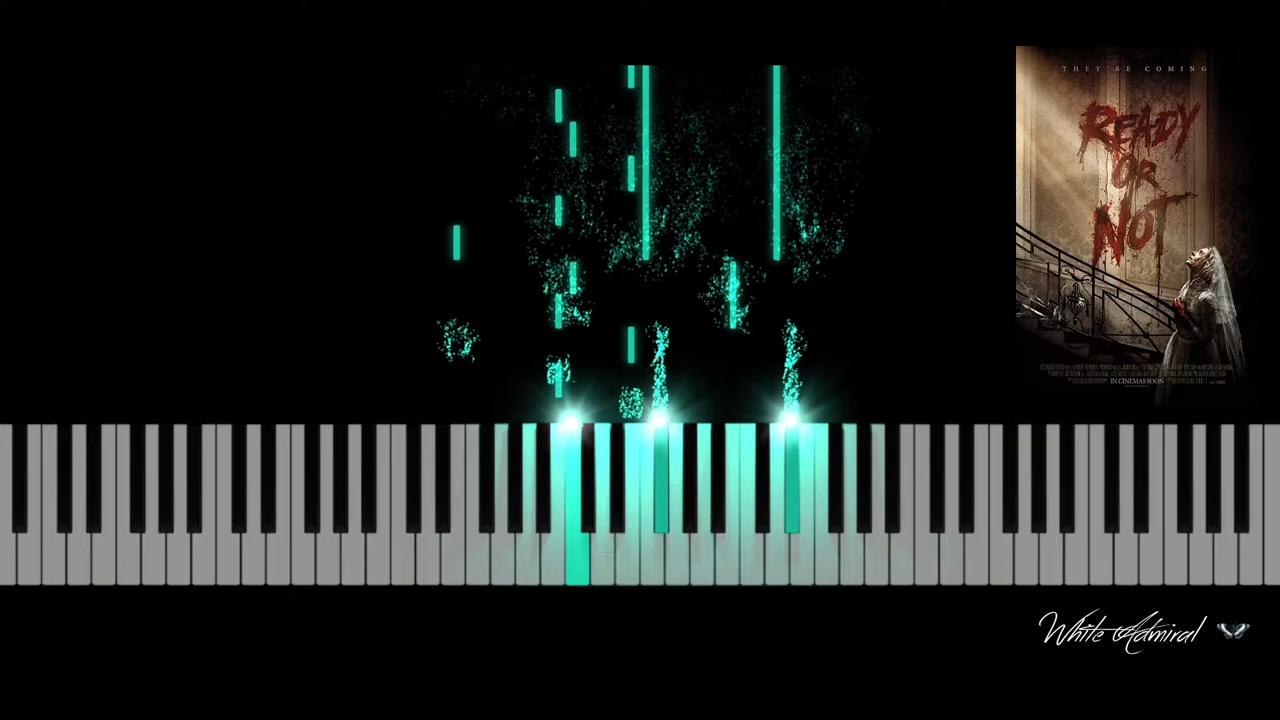 THEY'RE COMING
READY
OR
NOT
IN CINEMAS SOON
White Admiral